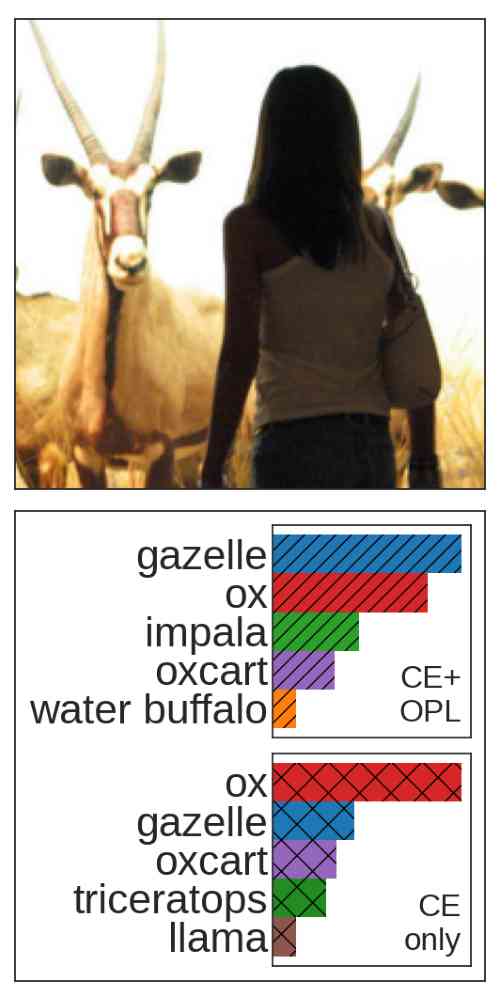 gazelle
ox
impala
oxcart
water buffalo
CE+
OPL
ox
gazelle
oxcart
triceratops
llama
CE
only